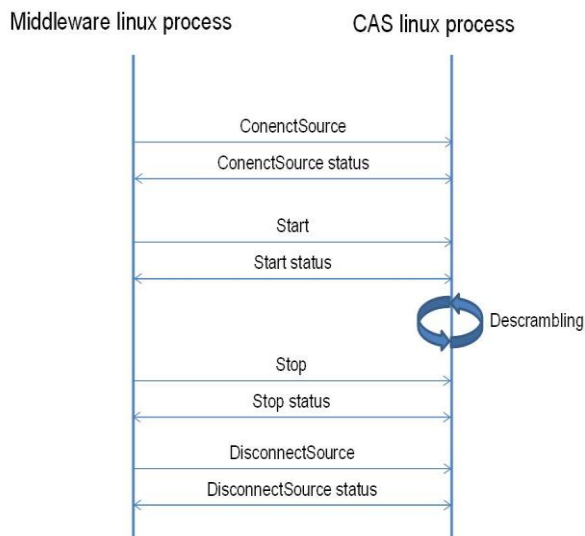 Middleware linux process
CAS linux process
ConenctSource
ConenctSource status
Start
Start status
Descrambling
Stop
Stop status
DisconnectSource
DisconnectSource status